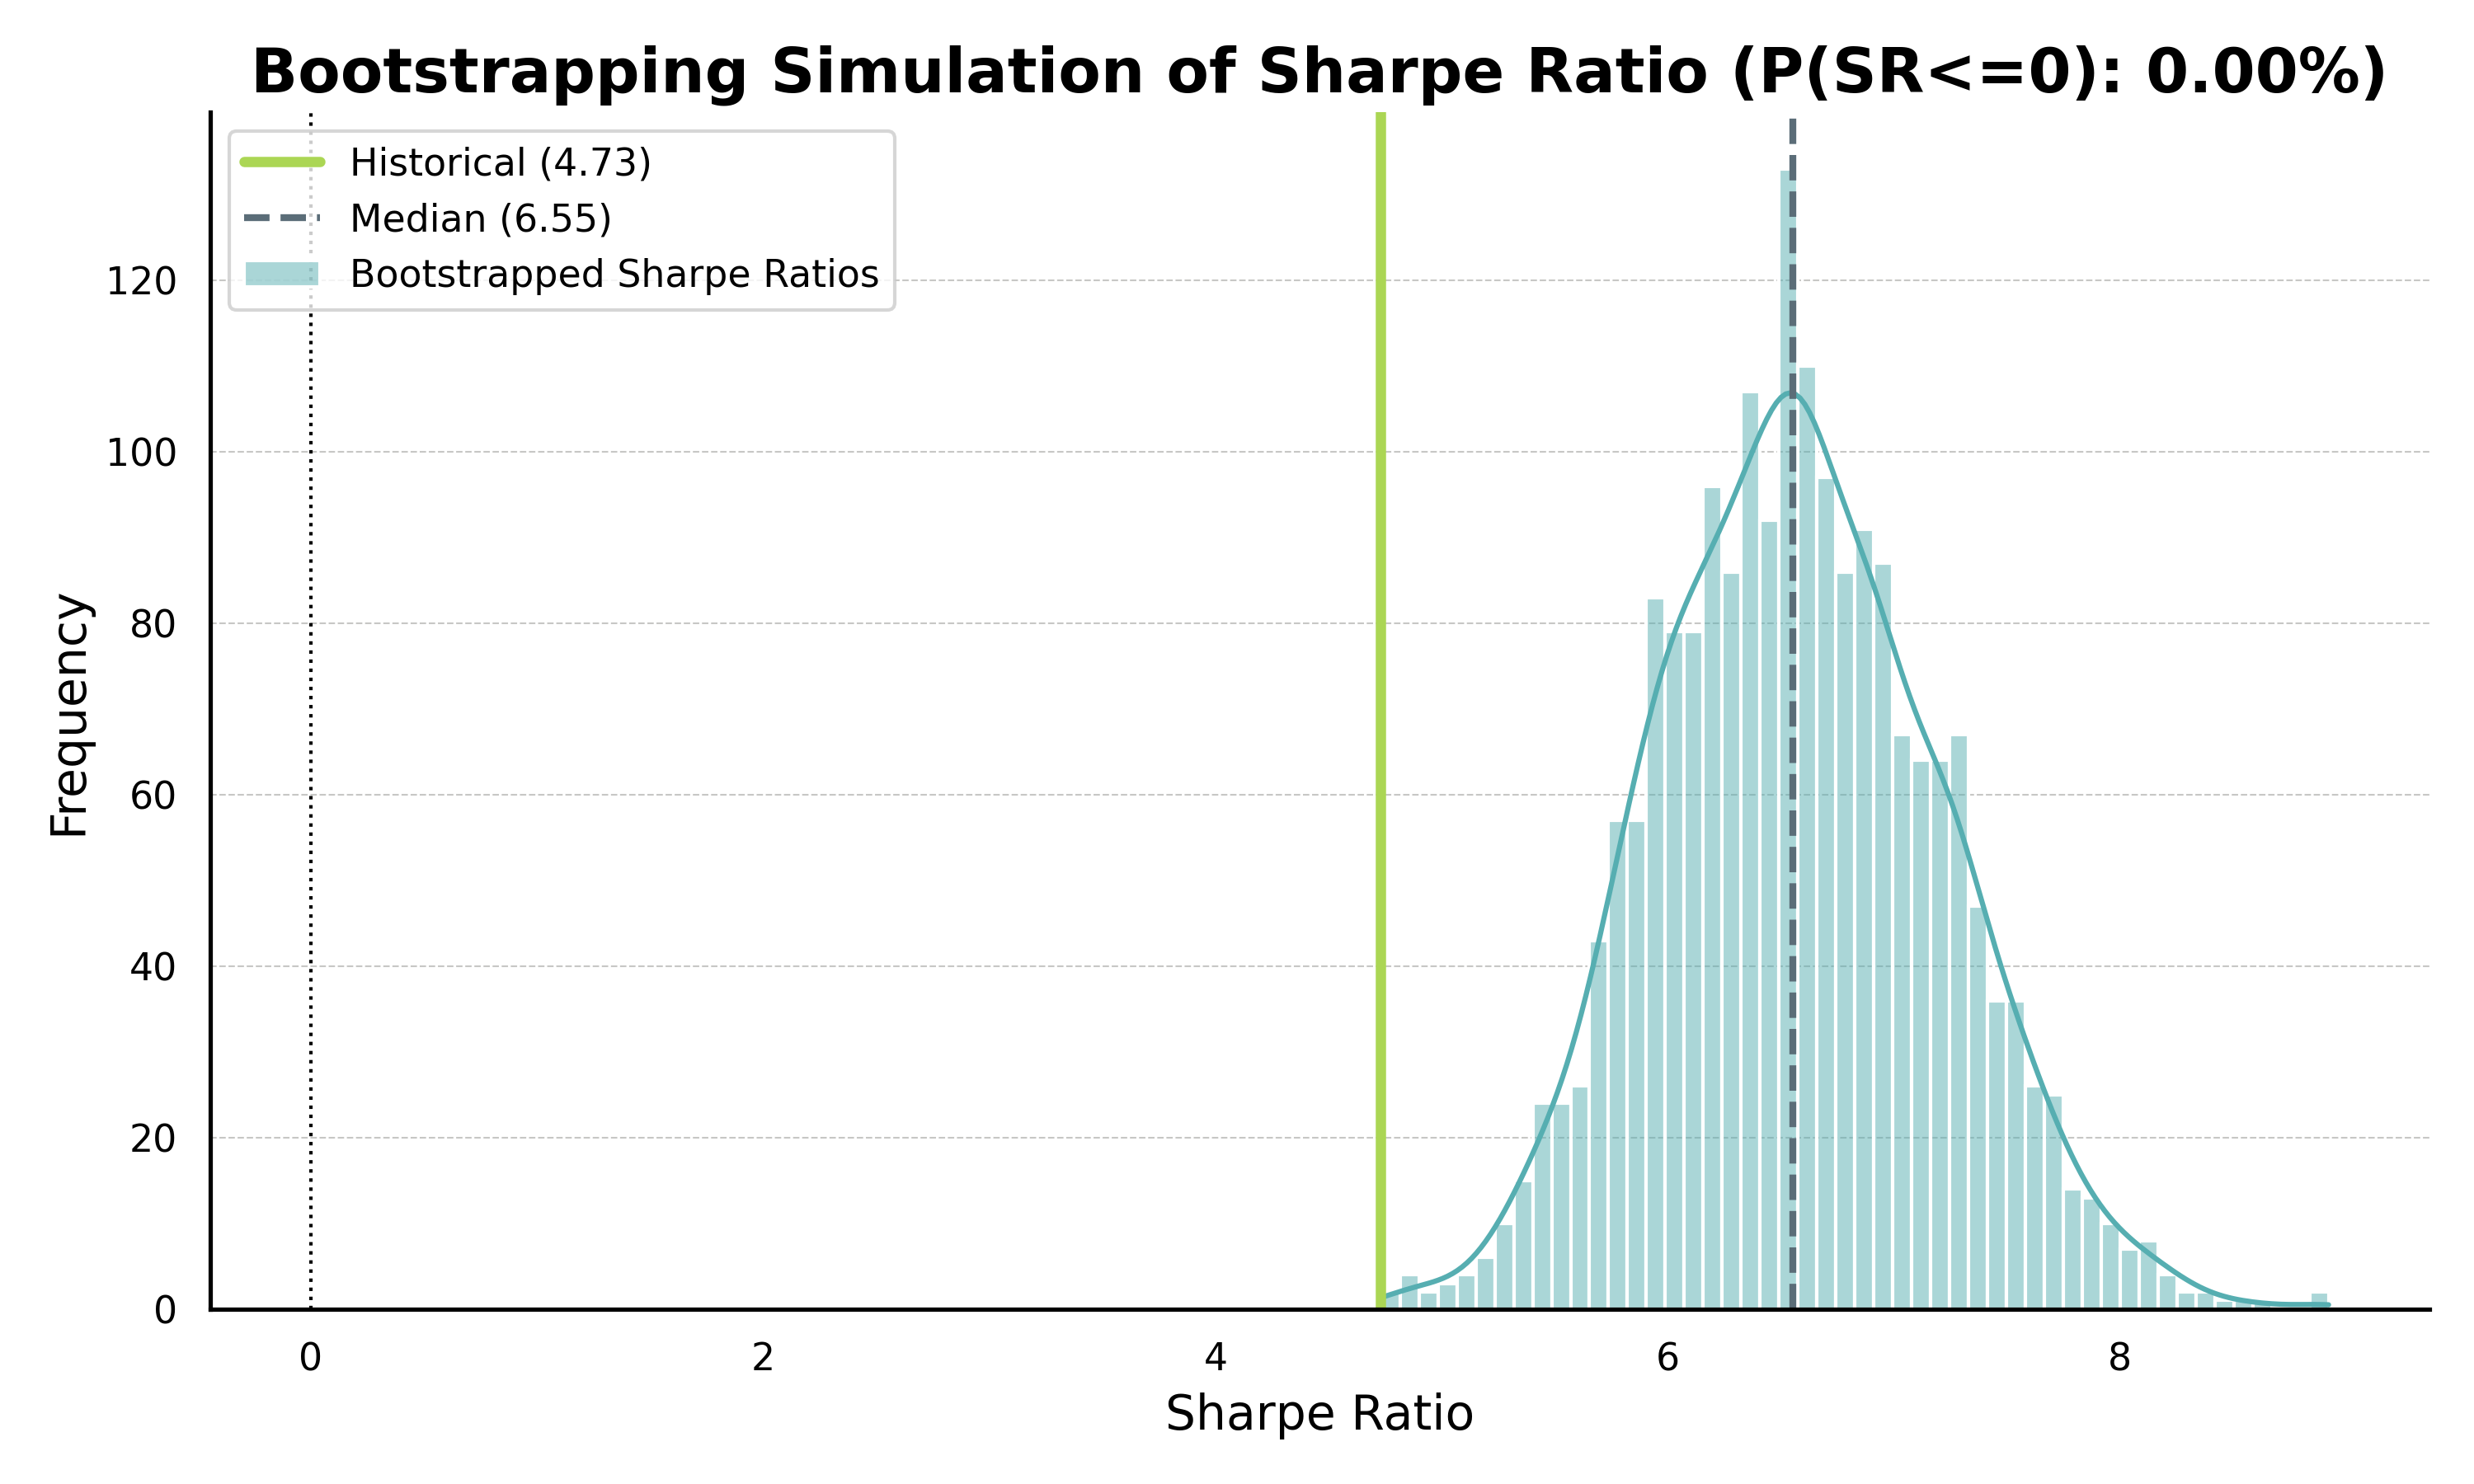 Bootstrapping Simulation of Sharpe Ratio (P(SR<=0): 0.00%)
Historical (4.73)
Median (6.55)
Bootstrapped Sharpe Ratios
120
100
80
60
40
20
0
Frequency
0 2 4 6 8
Sharpe Ratio